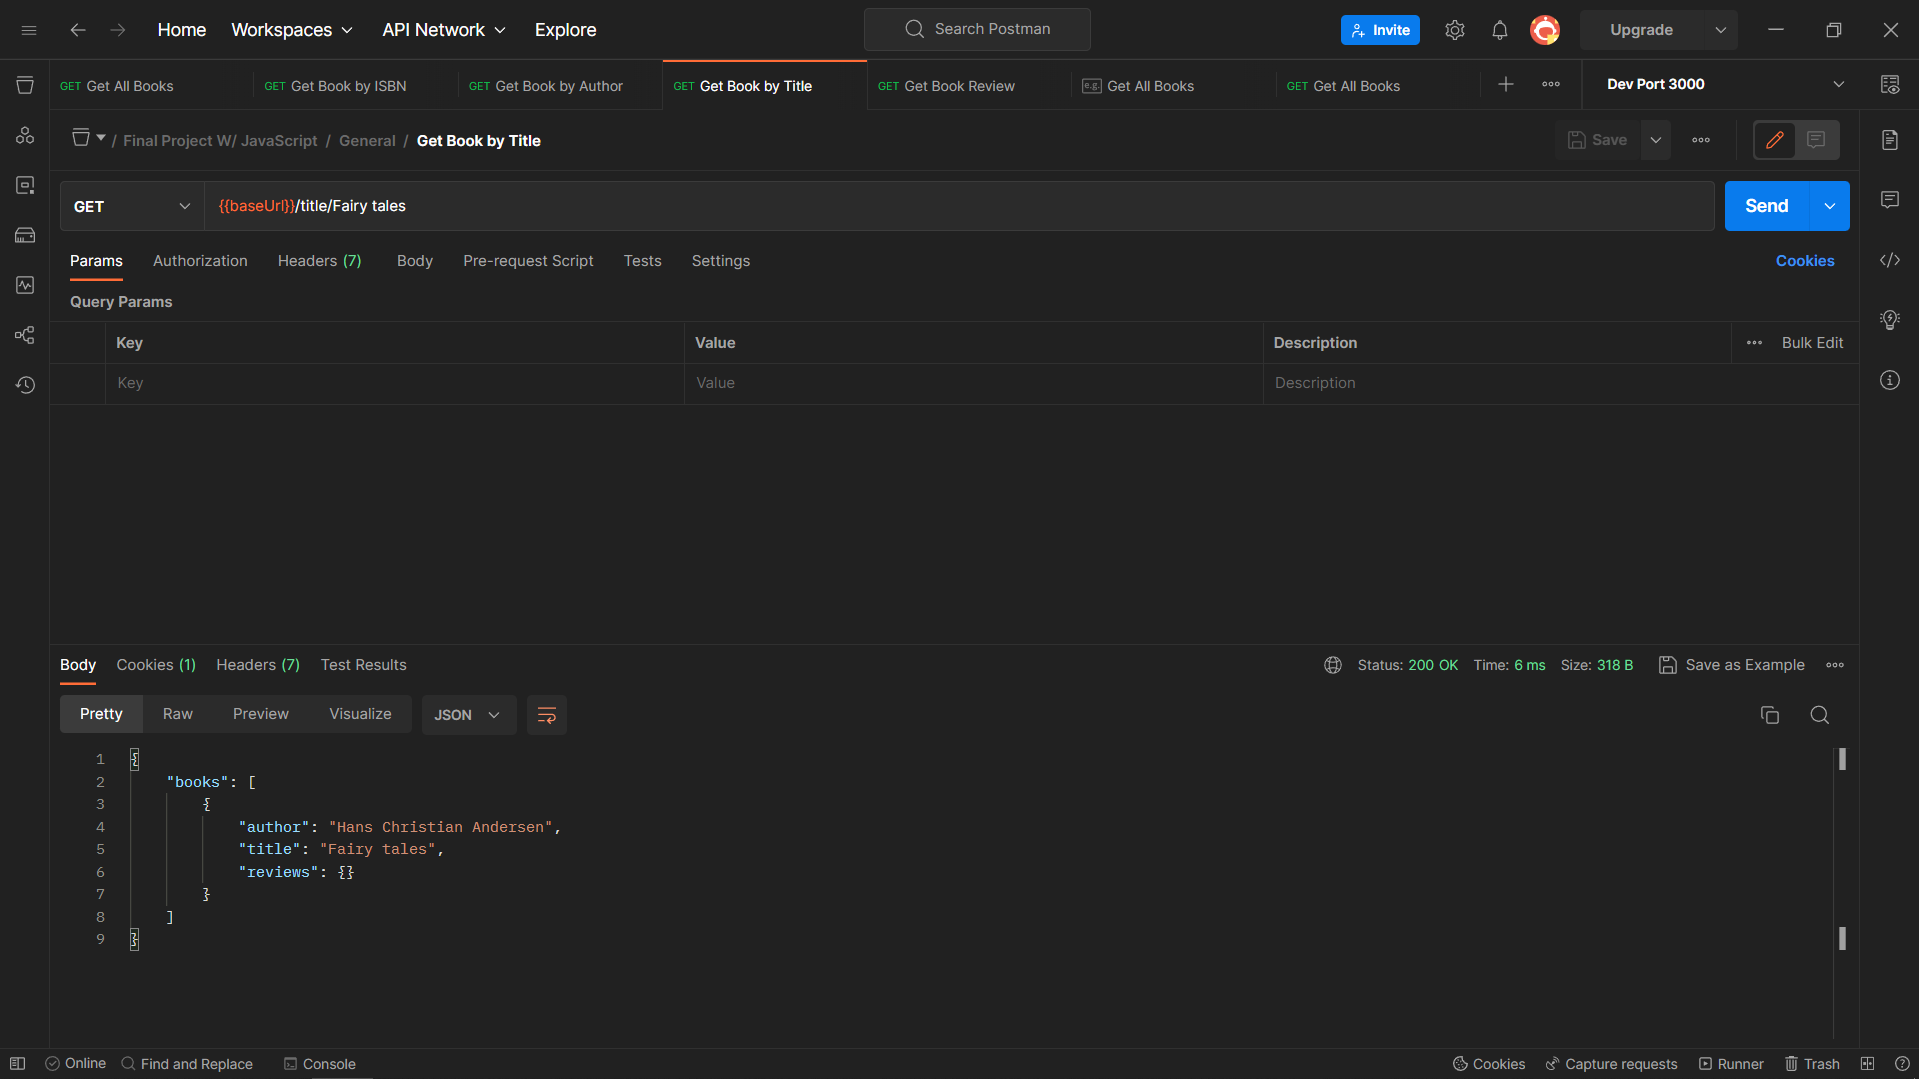 Home Workspaces API Network Explore Search Postman Invite Upgrade
GET Get All Books GET Get Book by ISBN GET Get Book by Author GET Get Book by Title GET Get Book Review e.g. Get All Books GET Get All Books Dev Port 3000
/ Final Project W/ JavaScript / General / Get Book by Title Save
GET {{baseUrl}}/title/Fairy tales Send
Params Authorization Headers (7) Body Pre-request Script Tests Settings Cookies
Query Params
Key Value Description Bulk Edit
Key Value Description
Body Cookies (1) Headers (7) Test Results Status: 200 OK Time: 6 ms Size: 318 B Save as Example
Pretty Raw Preview Visualize JSON
1 {
2 "books": [
3 {
4 "author": "Hans Christian Andersen",
5 "title": "Fairy tales",
6 "reviews": {}
7 }
8 ]
9 }
Online Find and Replace Console Cookies Capture requests Runner Trash